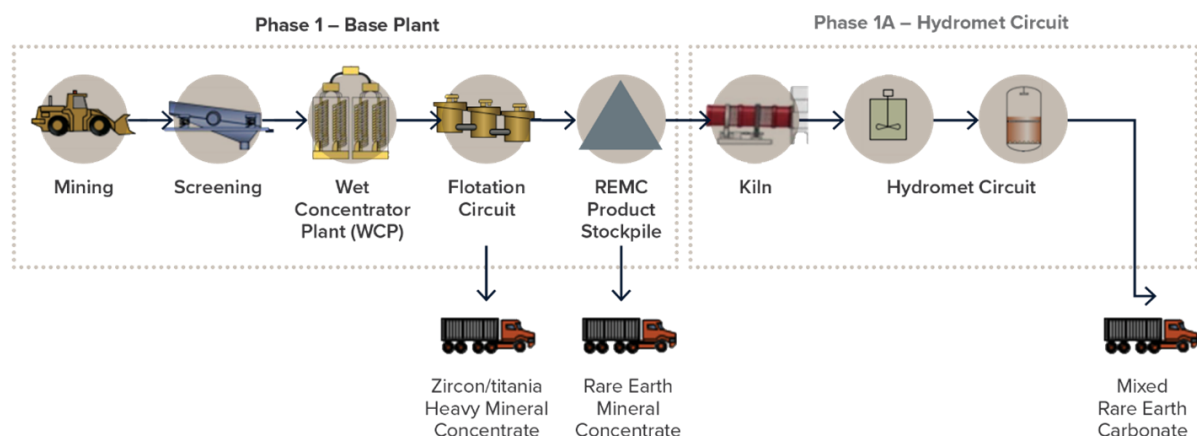 Phase 1 – Base Plant
Phase 1A – Hydromet Circuit
Mining
Screening
Wet
Concentrator
Plant (WCP)
Flotation
Circuit
REMC
Product
Stockpile
Kiln
Hydromet Circuit
Zircon/titania
Heavy Mineral
Concentrate
Rare Earth
Mineral
Concentrate
Mixed
Rare Earth
Carbonate